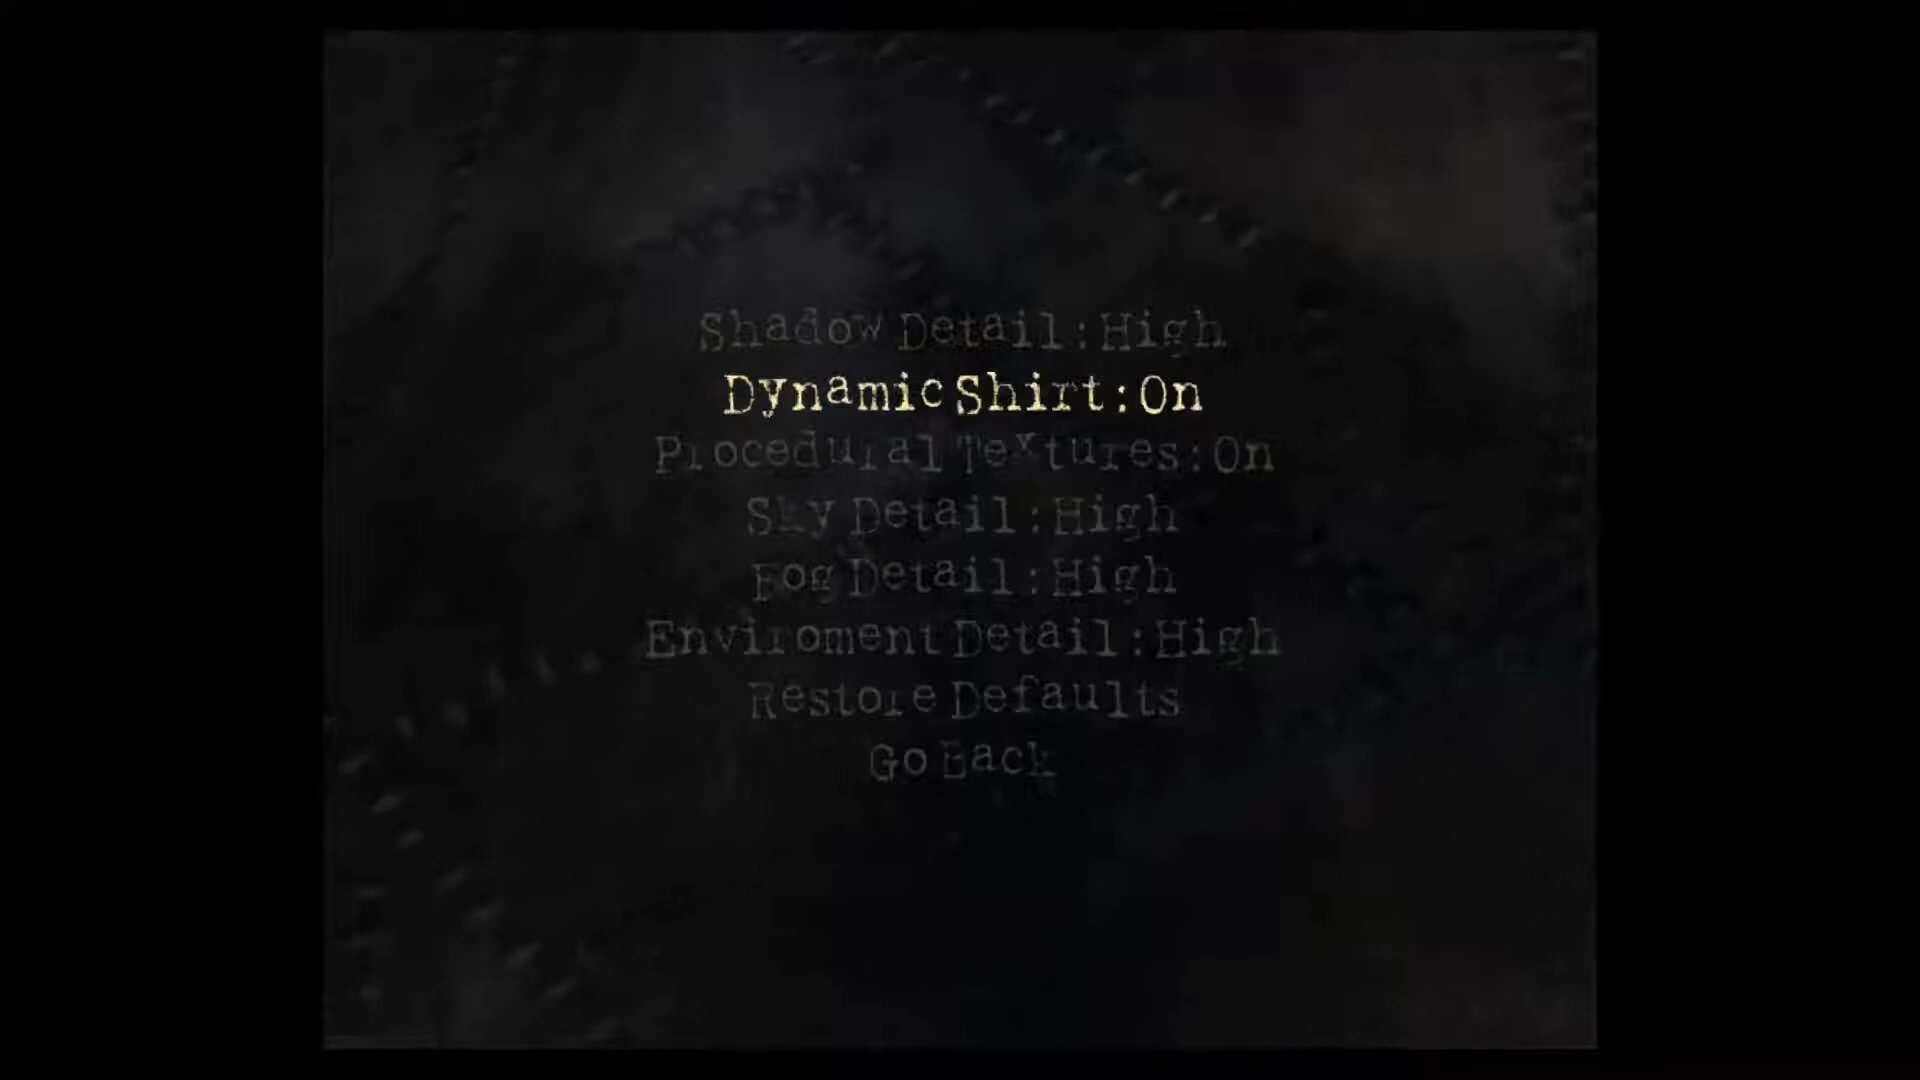 Shadow Detail:High
Dynamic Shirt:On
Procedural Textures:On
Sky Detail:High
Fog Detail:High
Enviroment Detail:High
Restore Defaults
Go Back